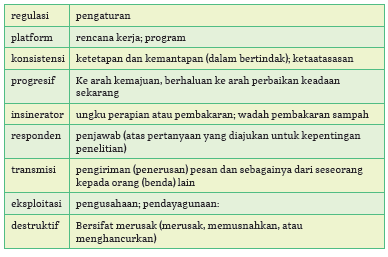 regulasi pengaturan
platform rencana kerja; program
konsistensi ketetapan dan kemantapan (dalam bertindak); ketaatasasan
progresif Ke arah kemajuan, berhaluan ke arah perbaikan keadaan
sekarang
insinerator ungku perapian atau pembakaran; wadah pembakaran sampah
responden penjawab (atas pertanyaan yang diajukan untuk kepentingan
penelitian)
transmisi pengiriman (penerusan) pesan dan sebagainya dari seseorang
kepada orang (benda) lain
eksploitasi pengusahaan; pendayagunaan:
destruktif Bersifat merusak (merusak, memusnahkan, atau
menghancurkan)